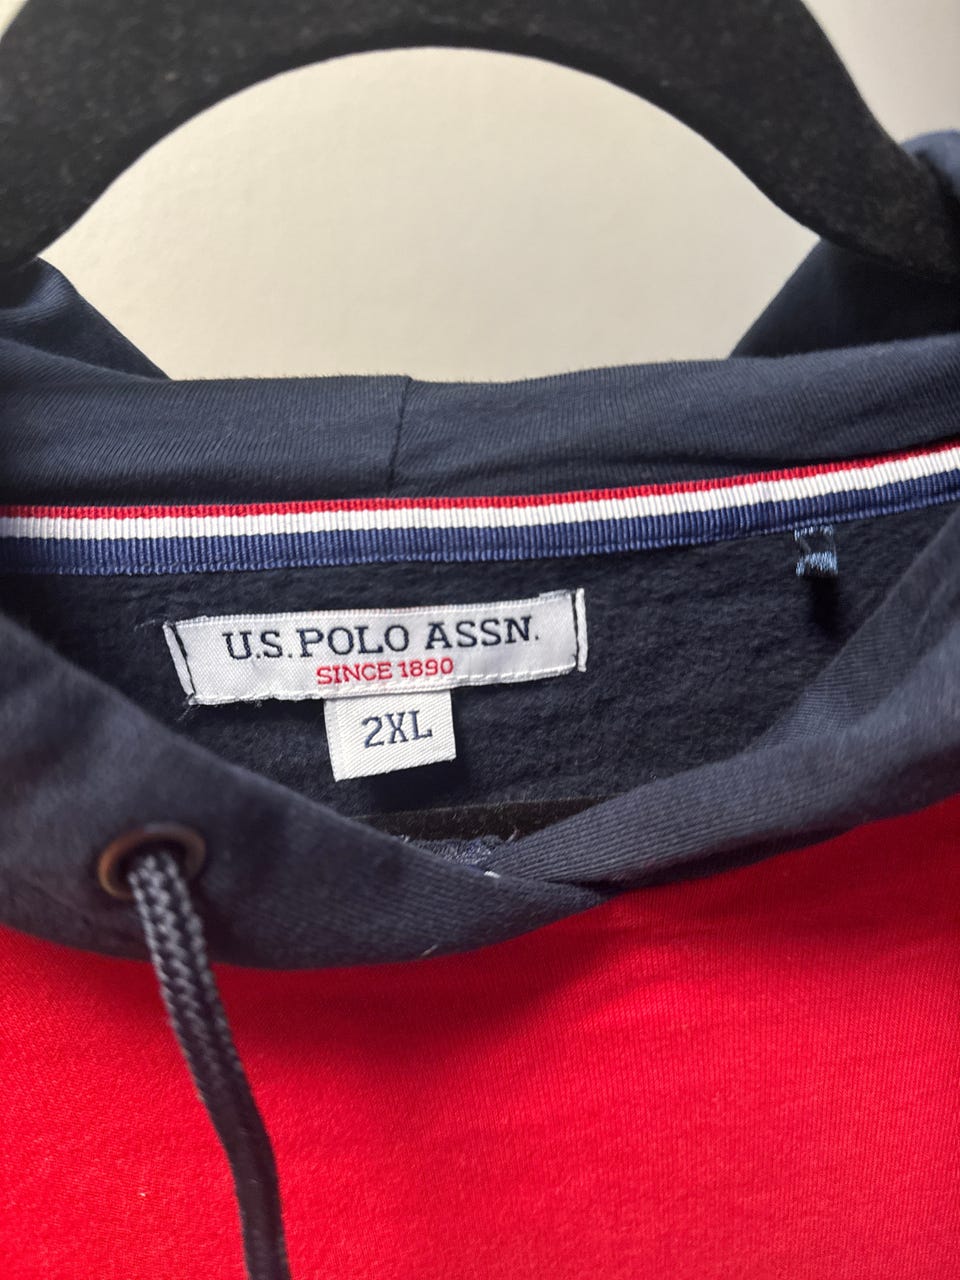 U.S. POLO ASSN.
SINCE 1890
2XL